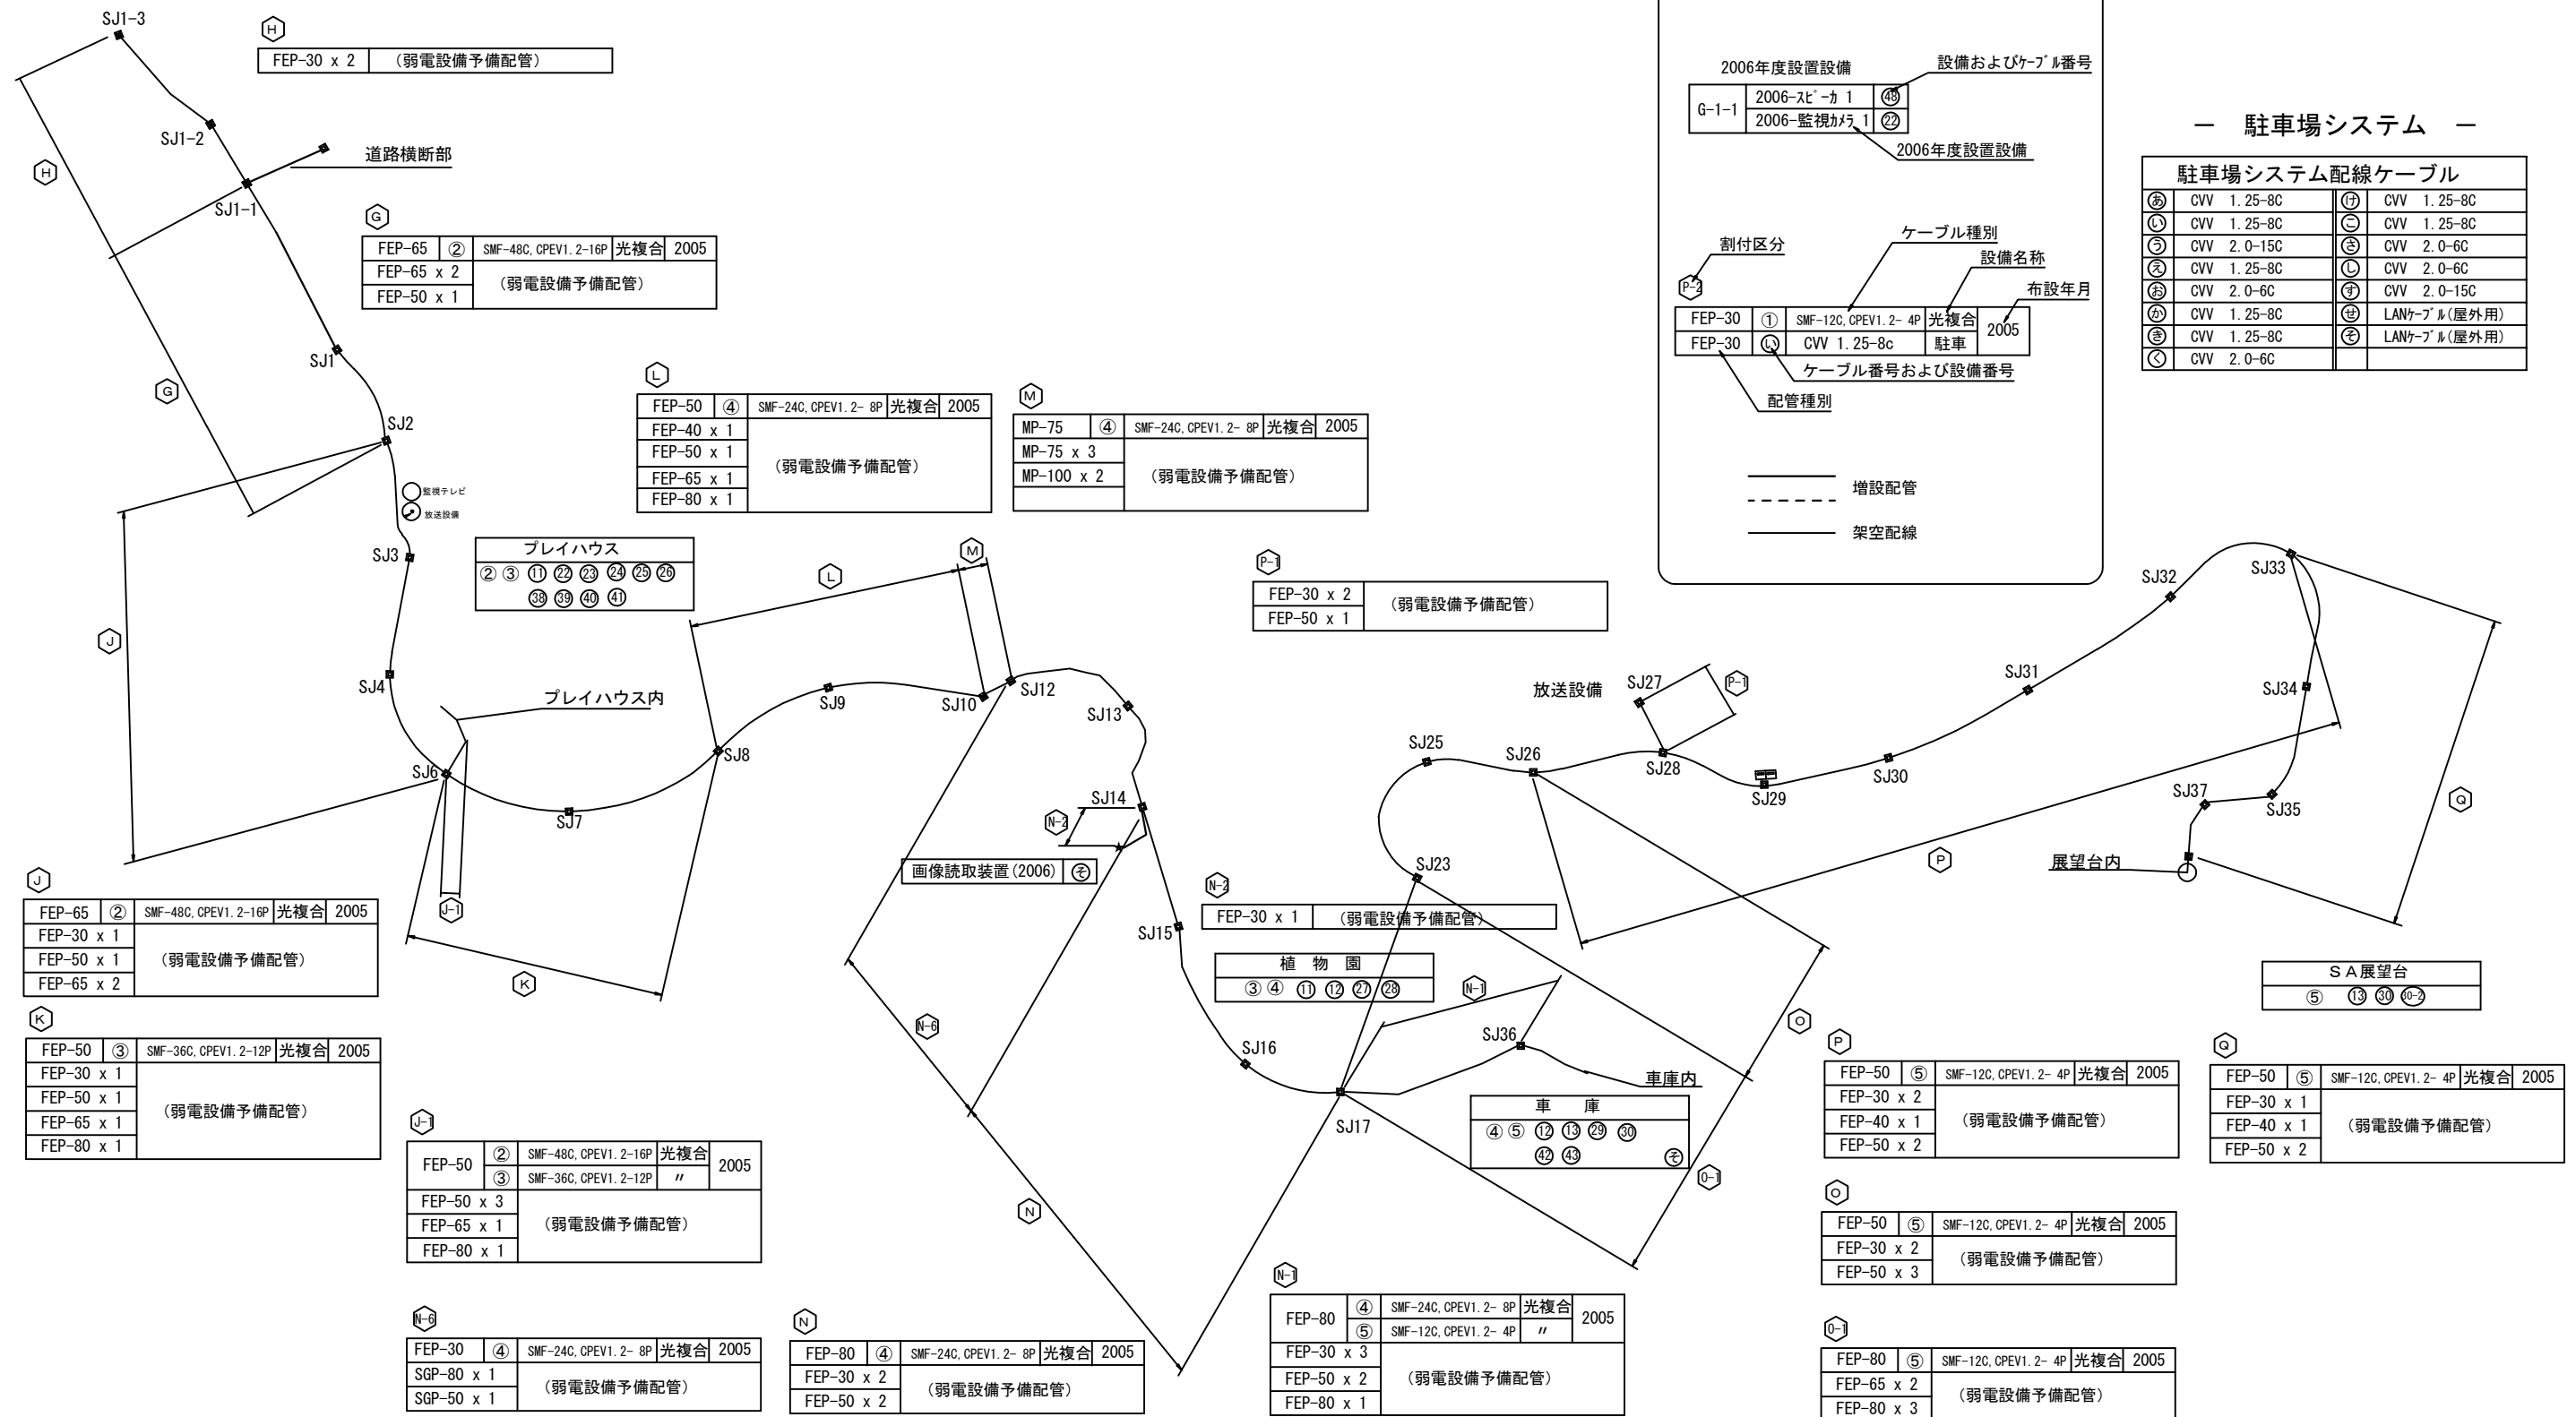 SJ1-3
H
FEP-30 x 2 (弱電設備予備配管)
SJ1-2
道路横断部
H
SJ1-1
G
FEP-65 ② SMF-48C, CPEV1.2-16P 光複合 2005
FEP-65 x 2 (弱電設備予備配管)
FEP-50 x 1
SJ1
G
SJ2
監視テレビ
放送設備
SJ3
J
SJ4
プレイハウス
② ③ ⑪ ㉒ ㉓ ㉔ ㉕ ㉖
㊳ ㊴ ㊵ ㊶
プレイハウス内
SJ6
SJ7
J-1
K
L
FEP-50 ④ SMF-24C, CPEV1.2- 8P 光複合 2005
FEP-40 x 1
FEP-50 x 1
(弱電設備予備配管)
FEP-65 x 1
FEP-80 x 1
M
MP-75 ④ SMF-24C, CPEV1.2- 8P 光複合 2005
MP-75 x 3
MP-100 x 2 (弱電設備予備配管)
L
M
SJ8
SJ9
SJ10
SJ12
SJ13
SJ14
N-2
画像読取装置(2006) そ
SJ15
SJ16
SJ17
N-6
N
P-1
FEP-30 x 2 (弱電設備予備配管)
FEP-50 x 1
N-2
FEP-30 x 1 (弱電設備予備配管)
植 物 園
③ ④ ⑪ ⑫ ㉗ ㉘
N-1
SJ36
車庫内
車 庫
④ ⑤ ⑫ ⑬ ㉙ ㉚
㊷ ㊸ そ
SJ23
SJ25
SJ26
放送設備
SJ27
P-1
SJ28
SJ29
SJ30
SJ31
SJ32
SJ33
SJ34
SJ35
SJ37
展望台内
P
Q
O
O-1
2006年度設置設備
設備およびケーブル番号
G-1-1 2006-スピーカ 1 ㊽
2006-監視カメラ 1 ㉒
2006年度設置設備
割付区分
ケーブル種別
設備名称
布設年月
P-2
FEP-30 ① SMF-12C, CPEV1.2- 4P 光複合 2005
FEP-30 い CVV 1.25-8c 駐車
ケーブル番号および設備番号
配管種別
増設配管
架空配線
― 駐車場システム ―
駐車場システム配線ケーブル
あ CVV 1.25-8C け CVV 1.25-8C
い CVV 1.25-8C こ CVV 1.25-8C
う CVV 2.0-15C さ CVV 2.0-6C
え CVV 1.25-8C し CVV 2.0-6C
お CVV 2.0-6C す CVV 2.0-15C
か CVV 1.25-8C せ LANケーブル(屋外用)
き CVV 1.25-8C そ LANケーブル(屋外用)
く CVV 2.0-6C
SA展望台
⑤ ⑬ ㉚ 30-2
J
FEP-65 ② SMF-48C, CPEV1.2-16P 光複合 2005
FEP-30 x 1
FEP-50 x 1 (弱電設備予備配管)
FEP-65 x 2
K
FEP-50 ③ SMF-36C, CPEV1.2-12P 光複合 2005
FEP-30 x 1
FEP-50 x 1
(弱電設備予備配管)
FEP-65 x 1
FEP-80 x 1
J-1
FEP-50 ② SMF-48C, CPEV1.2-16P 光複合 2005
③ SMF-36C, CPEV1.2-12P 〃
FEP-50 x 3
FEP-65 x 1 (弱電設備予備配管)
FEP-80 x 1
N-6
FEP-30 ④ SMF-24C, CPEV1.2- 8P 光複合 2005
SGP-80 x 1 (弱電設備予備配管)
SGP-50 x 1
N
FEP-80 ④ SMF-24C, CPEV1.2- 8P 光複合 2005
FEP-30 x 2 (弱電設備予備配管)
FEP-50 x 2
N-1
FEP-80 ④ SMF-24C, CPEV1.2- 8P 光複合 2005
⑤ SMF-12C, CPEV1.2- 4P 〃
FEP-30 x 3
FEP-50 x 2 (弱電設備予備配管)
FEP-80 x 1
P
FEP-50 ⑤ SMF-12C, CPEV1.2- 4P 光複合 2005
FEP-30 x 2
FEP-40 x 1 (弱電設備予備配管)
FEP-50 x 2
Q
FEP-50 ⑤ SMF-12C, CPEV1.2- 4P 光複合 2005
FEP-30 x 1
FEP-40 x 1 (弱電設備予備配管)
FEP-50 x 2
O
FEP-50 ⑤ SMF-12C, CPEV1.2- 4P 光複合 2005
FEP-30 x 2 (弱電設備予備配管)
FEP-50 x 3
O-1
FEP-80 ⑤ SMF-12C, CPEV1.2- 4P 光複合 2005
FEP-65 x 2 (弱電設備予備配管)
FEP-80 x 3